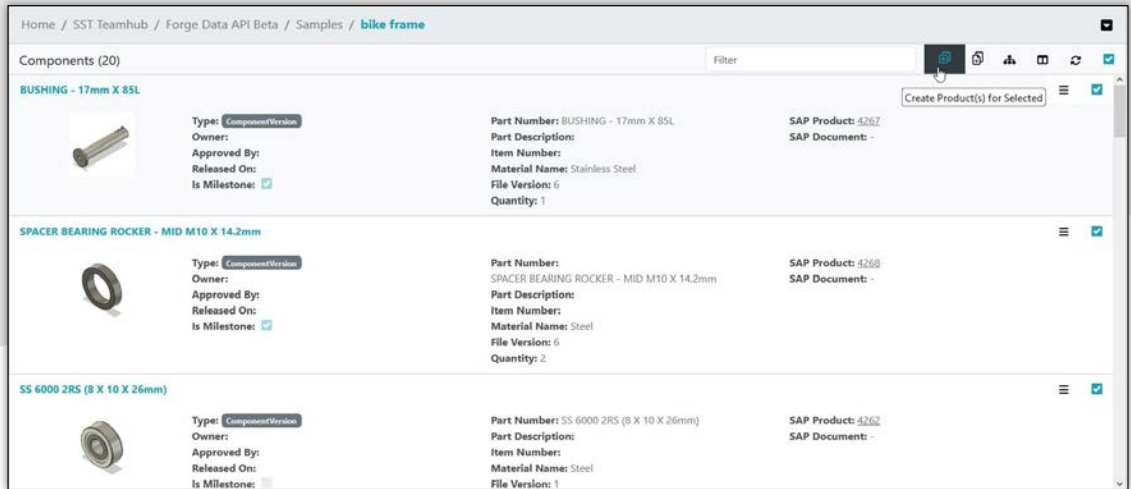 Home / SST Teamhub / Forge Data API Beta / Samples / bike frame
Components (20)
Filter
Create Product(s) for Selected
BUSHING - 17mm X 85L
Type: ComponentVersion
Owner:
Approved By:
Released On:
Is Milestone:
Part Number: BUSHING - 17mm X 85L
Part Description:
Item Number:
Material Name: Stainless Steel
File Version: 6
Quantity: 1
SAP Product: 4267
SAP Document: -
SPACER BEARING ROCKER - MID M10 X 14.2mm
Type: ComponentVersion
Owner:
Approved By:
Released On:
Is Milestone:
Part Number:
SPACER BEARING ROCKER - MID M10 X 14.2mm
Part Description:
Item Number:
Material Name: Steel
File Version: 6
Quantity: 2
SAP Product: 4268
SAP Document: -
SS 6000 2RS (8 X 10 X 26mm)
Type: ComponentVersion
Owner:
Approved By:
Released On:
Is Milestone:
Part Number: SS 6000 2RS (8 X 10 X 26mm)
Part Description:
Item Number:
Material Name: Steel
File Version: 1
SAP Product: 4262
SAP Document: -